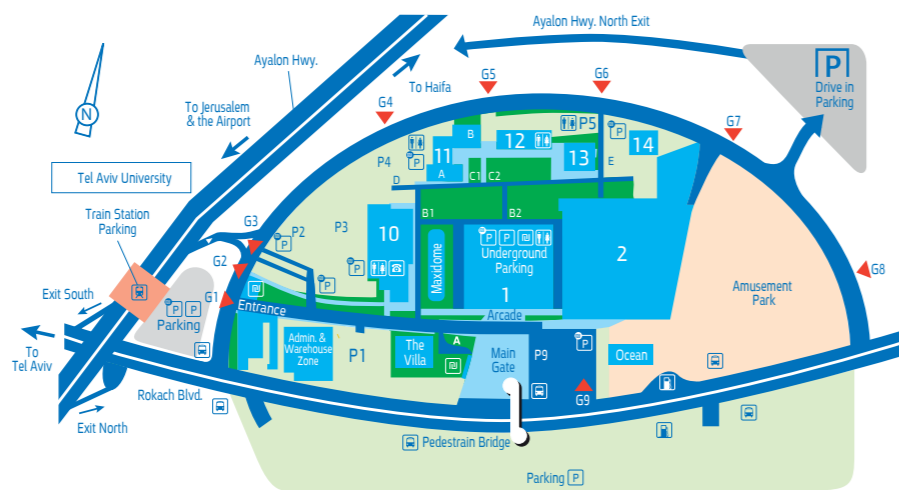 Ayalon Hwy. North Exit
Ayalon Hwy.
To Haifa
To Jerusalem
& the Airport
N
Tel Aviv University
Train Station
Parking
Exit South
To
Tel Aviv
Exit North
Rokach Blvd.
P P
Parking
G1
G2
G3
G4
G5
G6
G7
G8
G9
P
Drive in
Parking
P2
P
P3
P
P4
P
P5
P
11
A
B
12
13
14
C1
C2
D
E
B1
B2
10
P
Maxidome
P P ₪
Underground
Parking
1
2
Arcade
Entrance
₪
Admin. &
Warehouse
Zone
P1
The
Villa
A
₪
Main
Gate
P9
P
Ocean
Amusement
Park
Pedestrain Bridge
Parking P